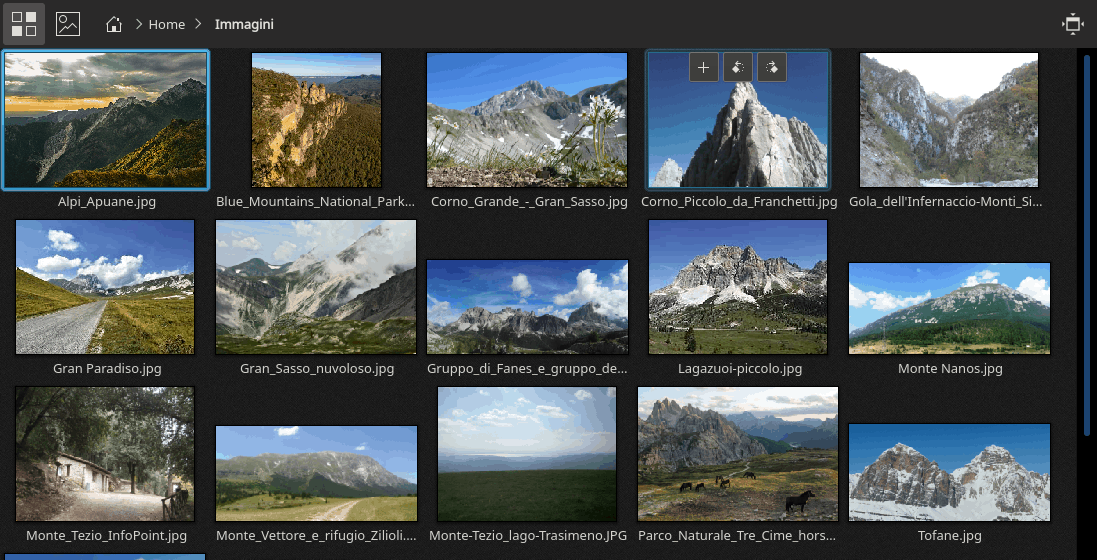 Home
Immagini
Alpi_Apuane.jpg
Blue_Mountains_National_Park...
Corno_Grande_-_Gran_Sasso.jpg
Corno_Piccolo_da_Franchetti.jpg
Gola_dell'Infernaccio-Monti_Si...
Gran Paradiso.jpg
Gran_Sasso_nuvoloso.jpg
Gruppo_di_Fanes_e_gruppo_de...
Lagazuoi-piccolo.jpg
Monte Nanos.jpg
Monte_Tezio_InfoPoint.jpg
Monte_Vettore_e_rifugio_Zilioli....
Monte-Tezio_lago-Trasimeno.JPG
Parco_Naturale_Tre_Cime_hors...
Tofane.jpg